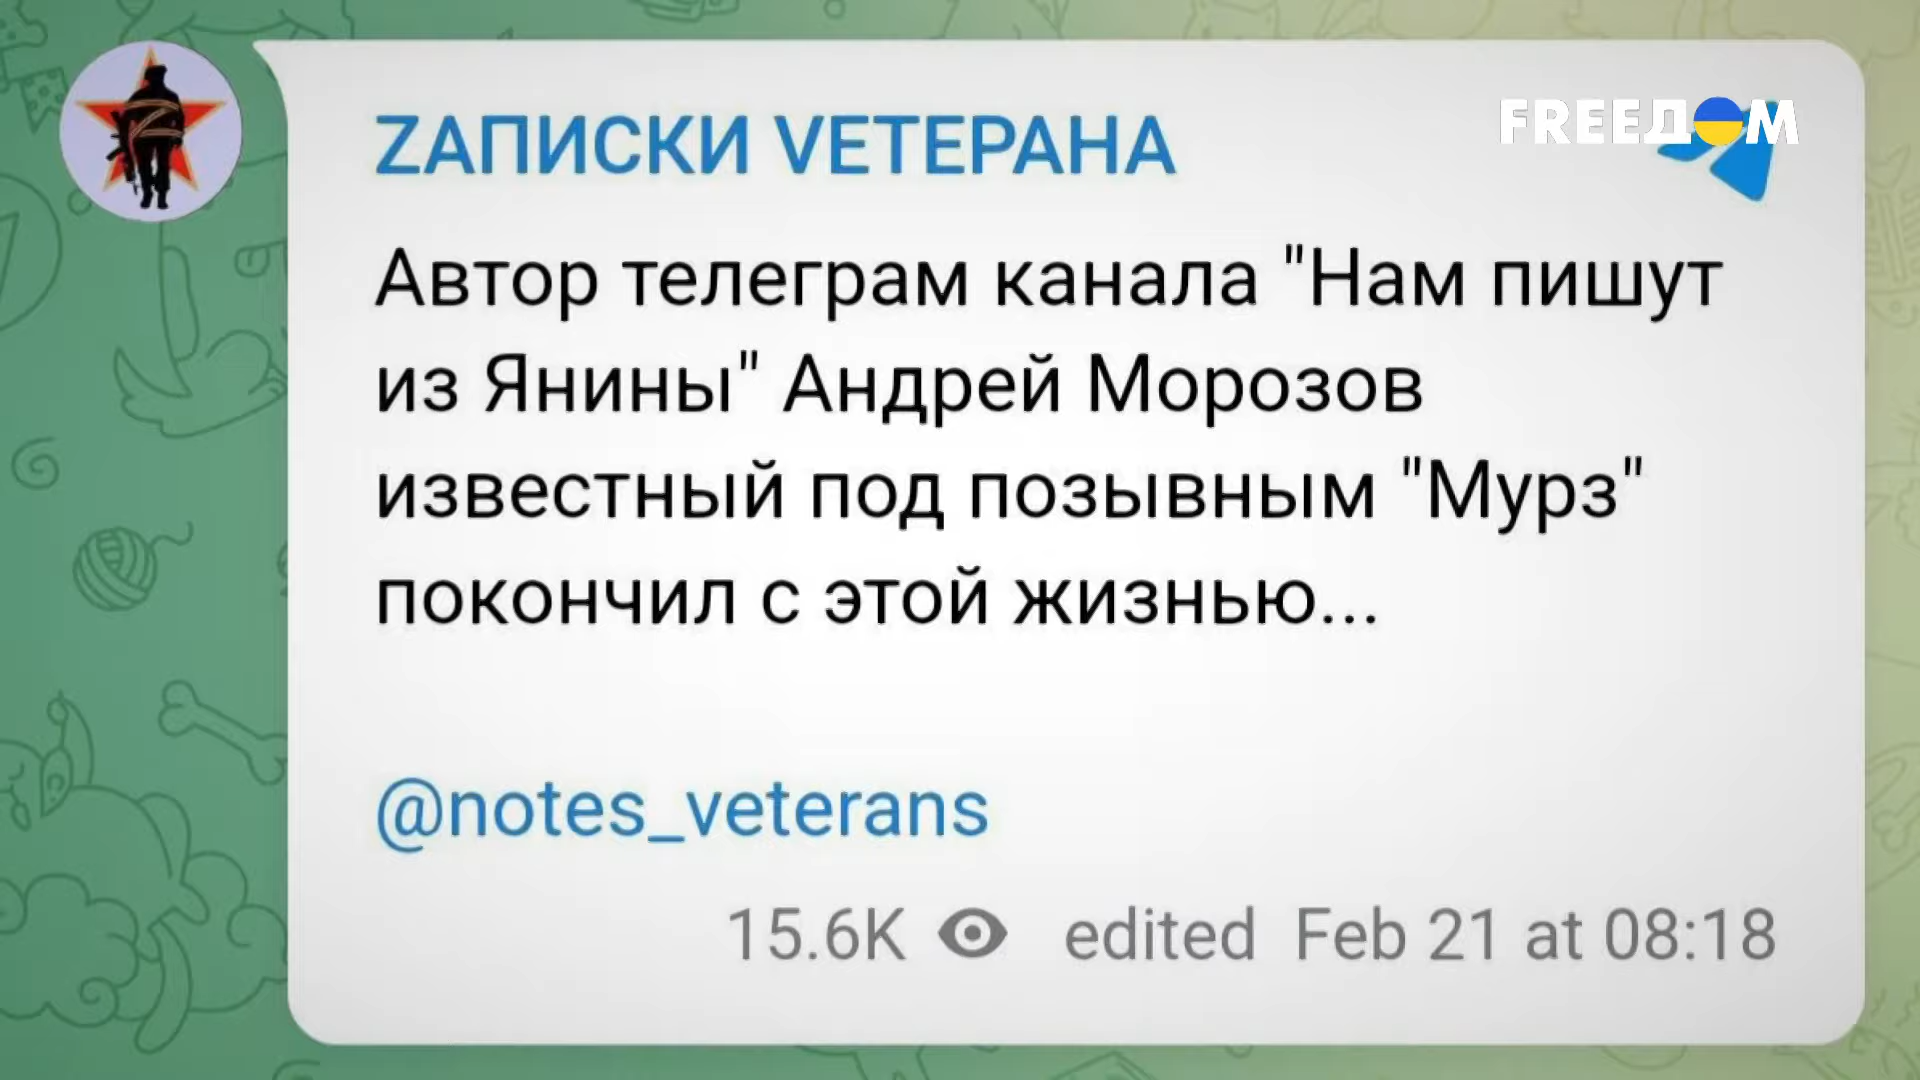 ZАПИСКИ VЕТЕРАНА
FREEДOM
Автор телеграм канала "Нам пишут
из Янины" Андрей Морозов
известный под позывным "Мурз"
покончил с этой жизнью...
@notes_veterans
15.6K edited Feb 21 at 08:18